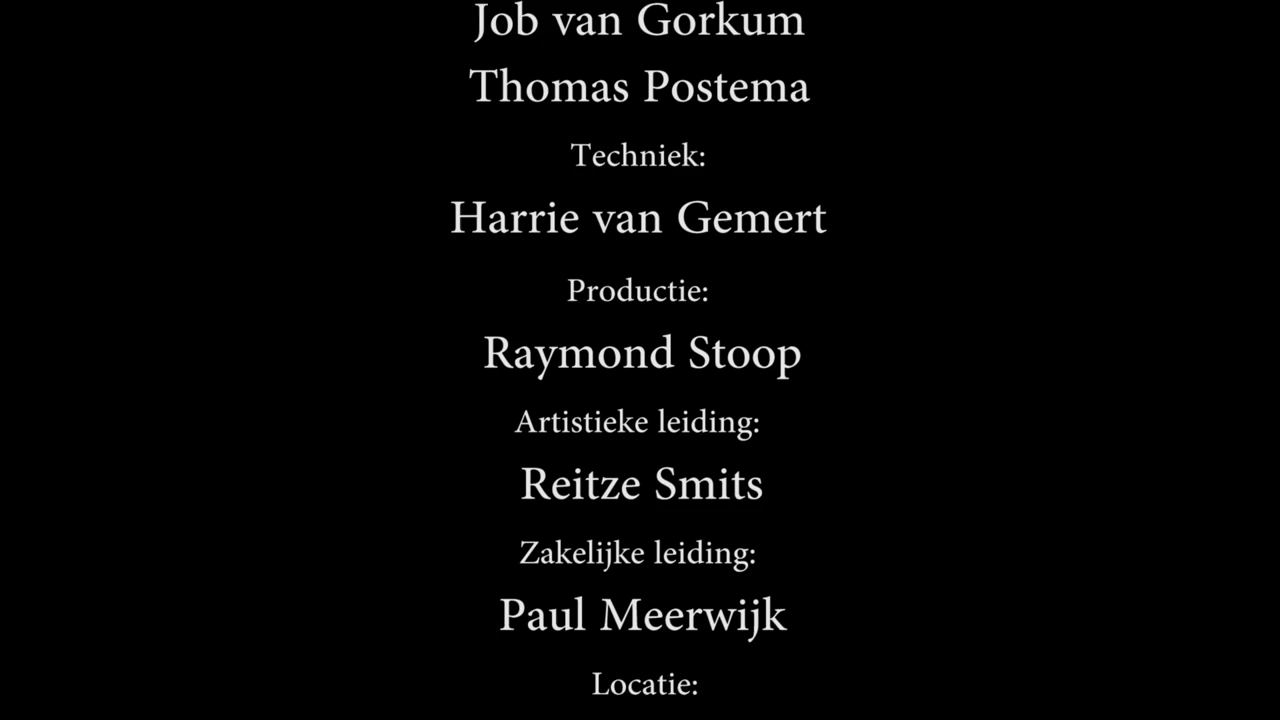 Job van Gorkum
Thomas Postema
Techniek:
Harrie van Gemert
Productie:
Raymond Stoop
Artistieke leiding:
Reitze Smits
Zakelijke leiding:
Paul Meerwijk
Locatie: